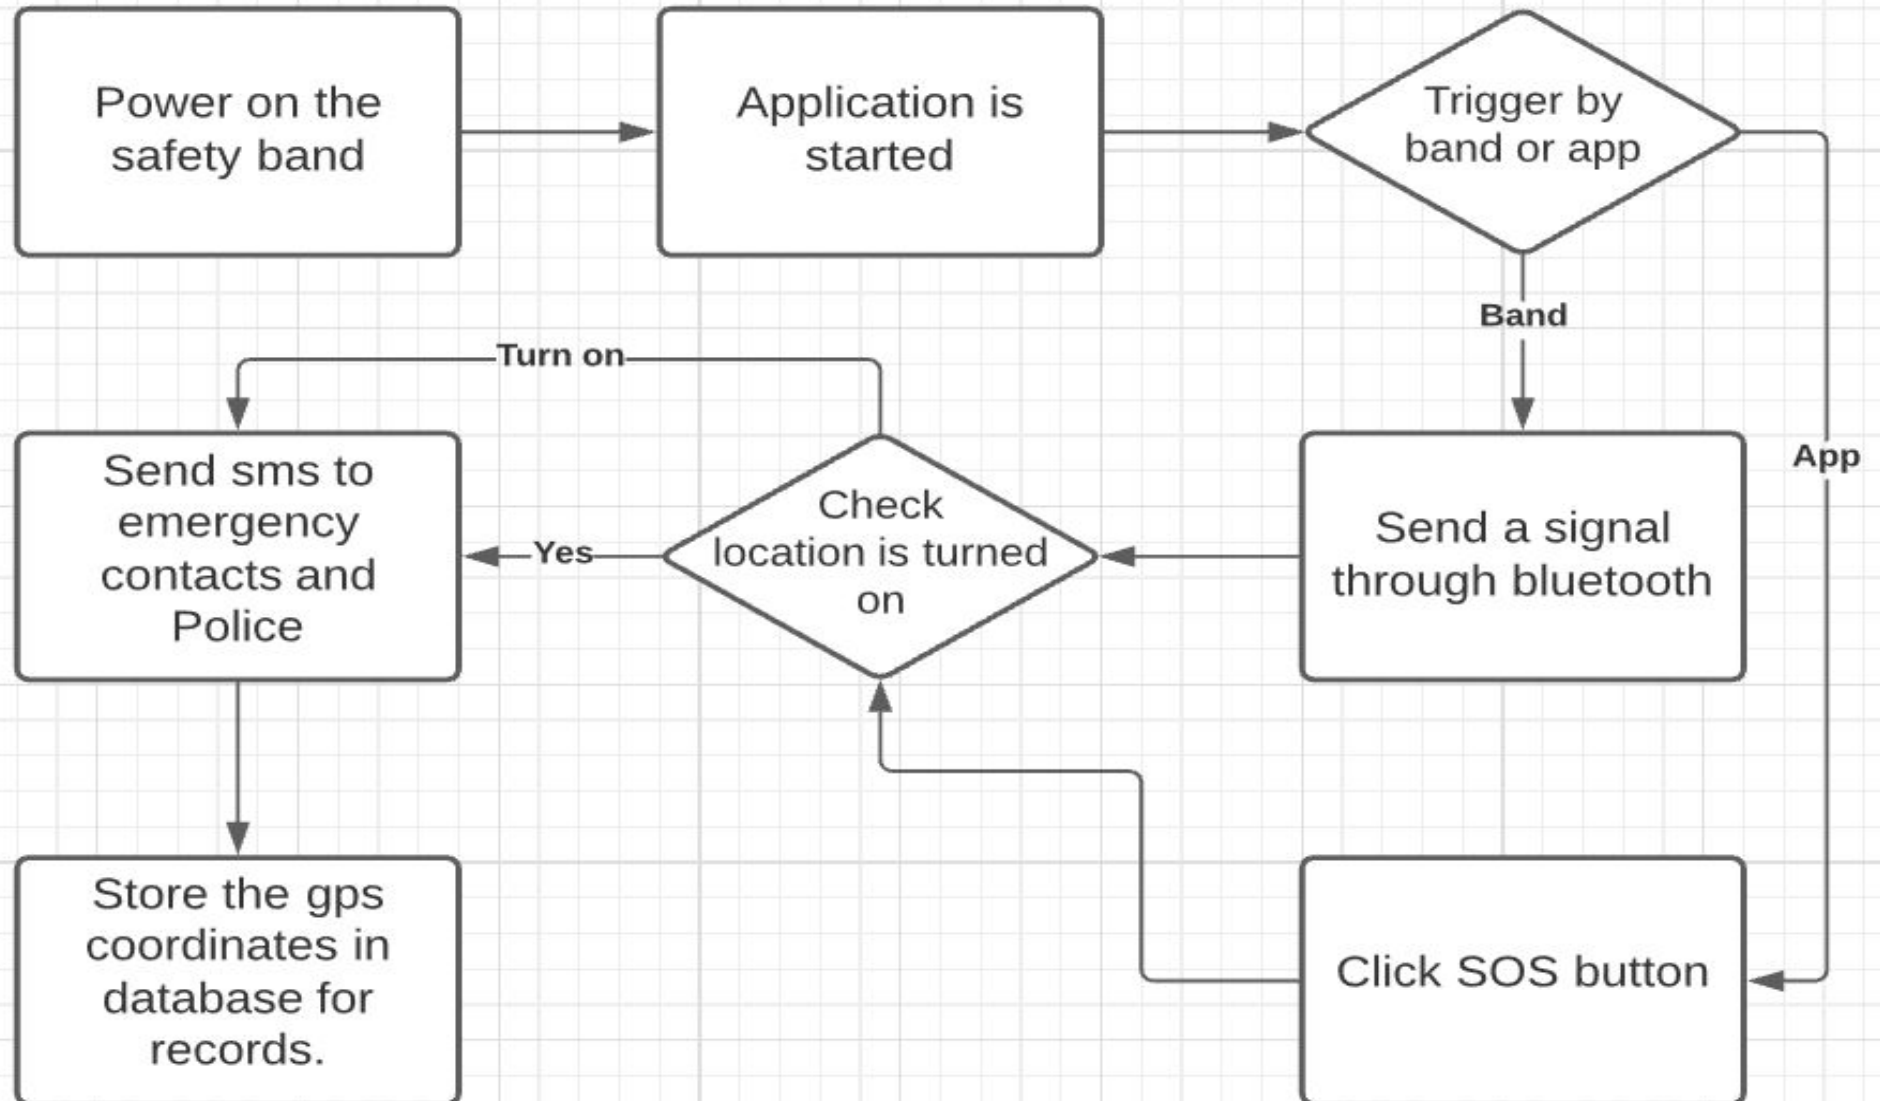 Power on the
safety band
Application is
started
Trigger by
band or app
Band
App
Turn on
Send sms to
emergency
contacts and
Police
Yes
Check
location is turned
on
Send a signal
through bluetooth
Store the gps
coordinates in
database for
records.
Click SOS button